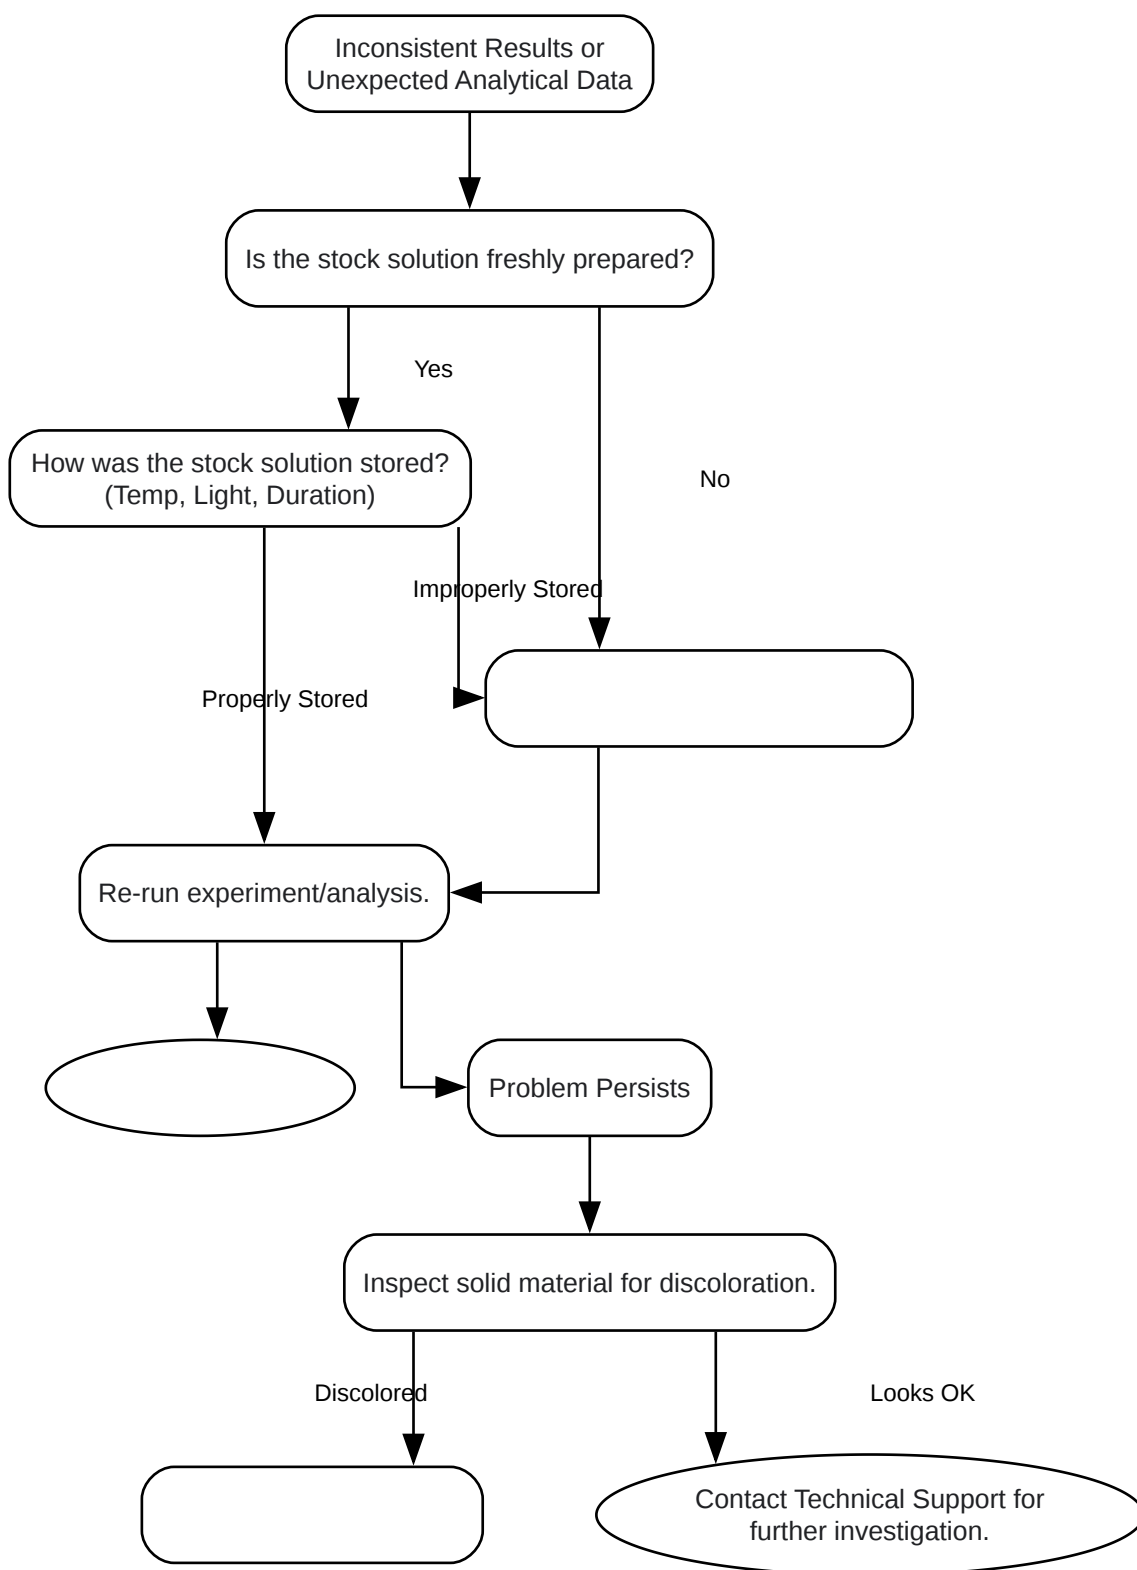 Inconsistent Results or
Unexpected Analytical Data
Is the stock solution freshly prepared?
Yes
How was the stock solution stored?
(Temp, Light, Duration)
No
Improperly Stored
Properly Stored
Re-run experiment/analysis.
Problem Persists
Inspect solid material for discoloration.
Discolored
Looks OK
Contact Technical Support for
further investigation.